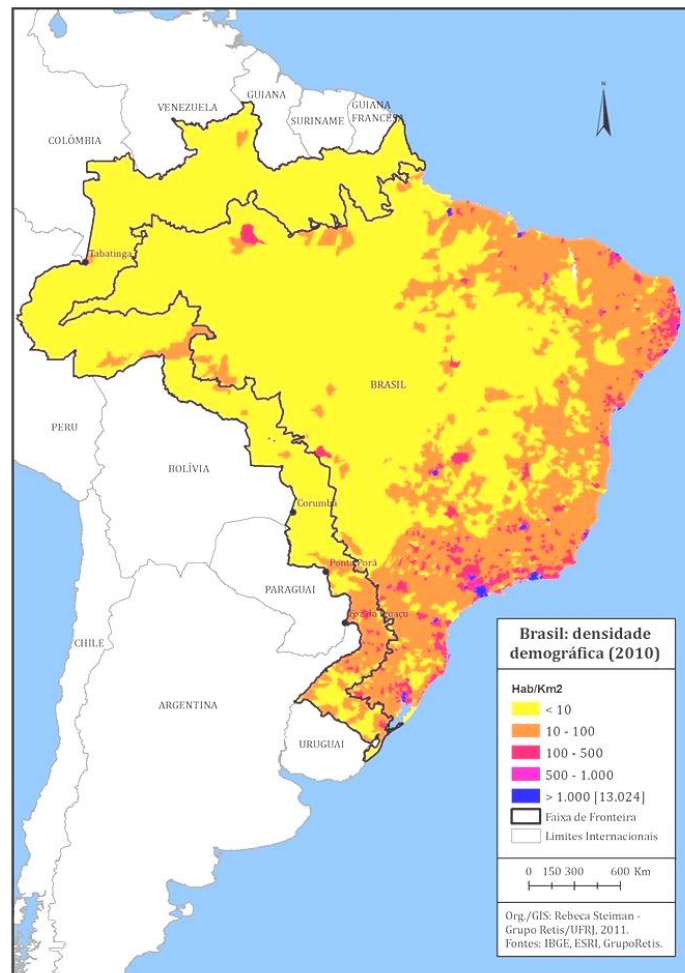 N
GUIANA
VENEZUELA
GUIANA
FRANCESA
SURINAME
COLÔMBIA
Tabatinga
BRASIL
PERU
BOLÍVIA
Corumbá
Ponta Porã
PARAGUAI
Foz do Iguaçu
CHILE
ARGENTINA
URUGUAI
Brasil: densidade
demográfica (2010)
Hab/Km2
< 10
10 - 100
100 - 500
500 - 1.000
> 1.000 [13.024]
Faixa de Fronteira
Limites Internacionais
0 150 300 600 Km
Org./GIS: Rebeca Steiman -
Grupo Retis/UFRJ, 2011.
Fontes: IBGE, ESRI, GrupoRetis.